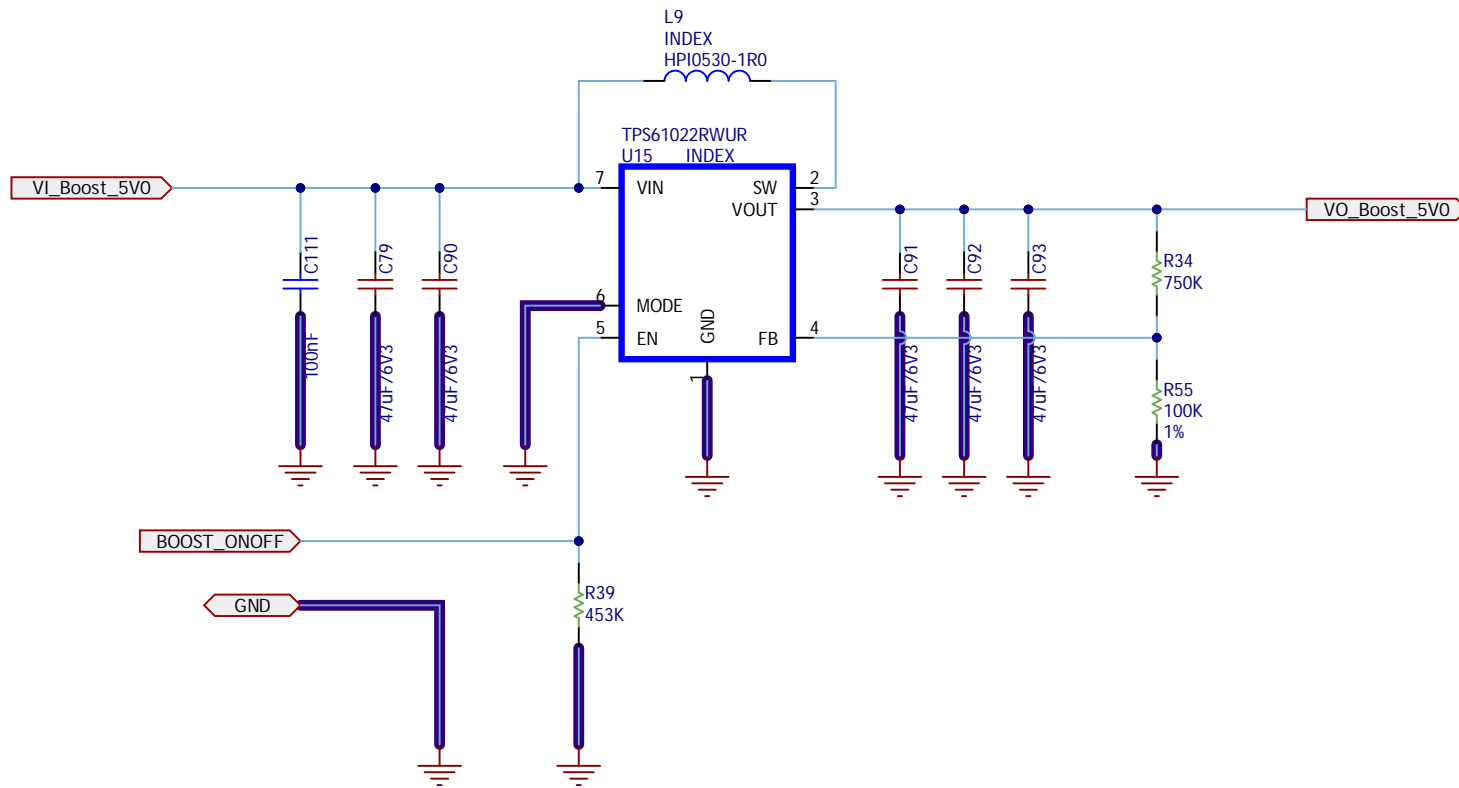 L9
INDEX
HPI0530-1R0
TPS61022RWUR
U15 INDEX
VI_Boost_5V0
7
VIN
SW
2
VOUT
3
VO_Boost_5V0
C111
C79
C90
C91
C92
C93
R34
750K
6
MODE
5
EN
GND
FB
4
1
100nF
47uF/6V3
47uF/6V3
47uF/6V3
47uF/6V3
47uF/6V3
R55
100K
1%
BOOST_ONOFF
GND
R39
453K